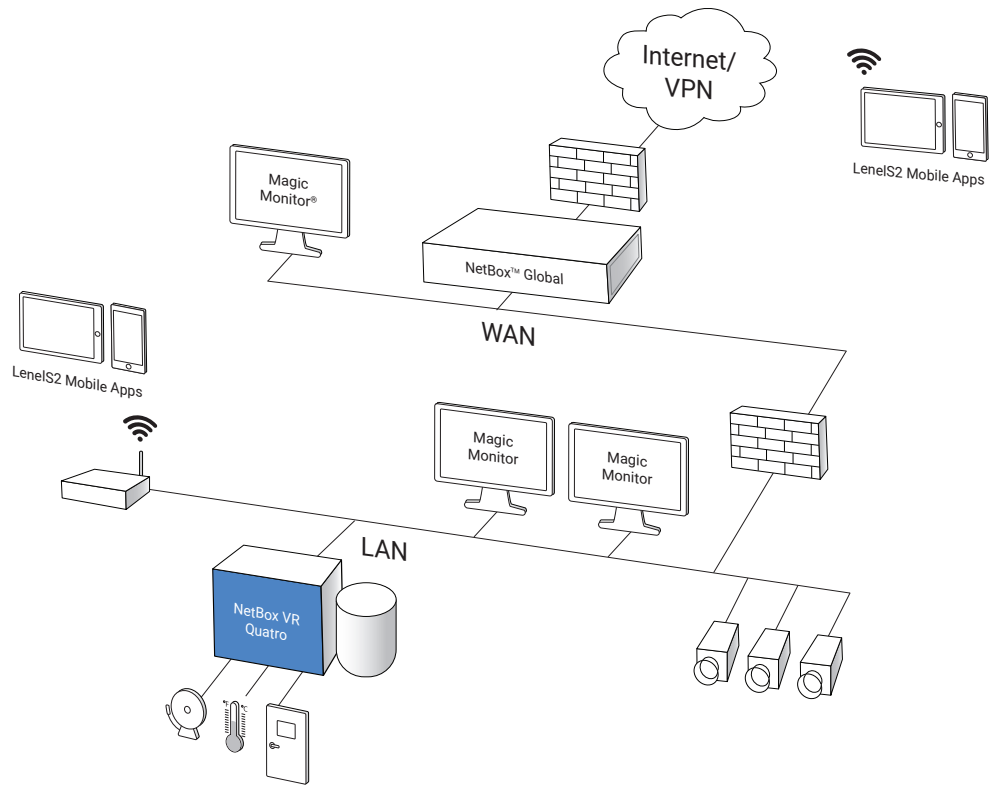 Internet/
VPN
LenelS2 Mobile Apps
Magic
Monitor®
NetBox™ Global
WAN
LenelS2 Mobile Apps
Magic
Monitor
Magic
Monitor
LAN
NetBox VR
Quatro
°F °C